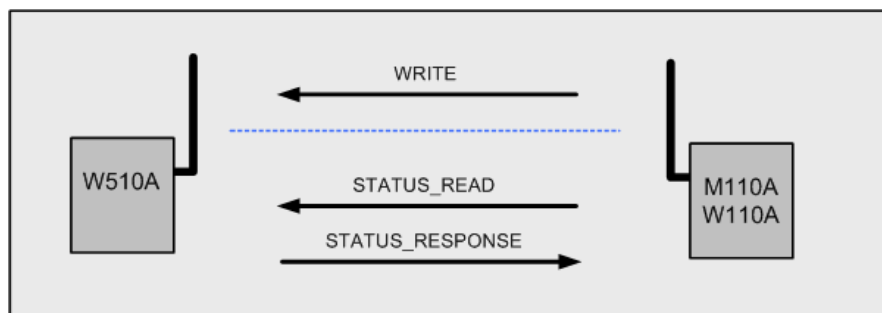 WRITE
W510A
STATUS_READ
M110A
W110A
STATUS_RESPONSE